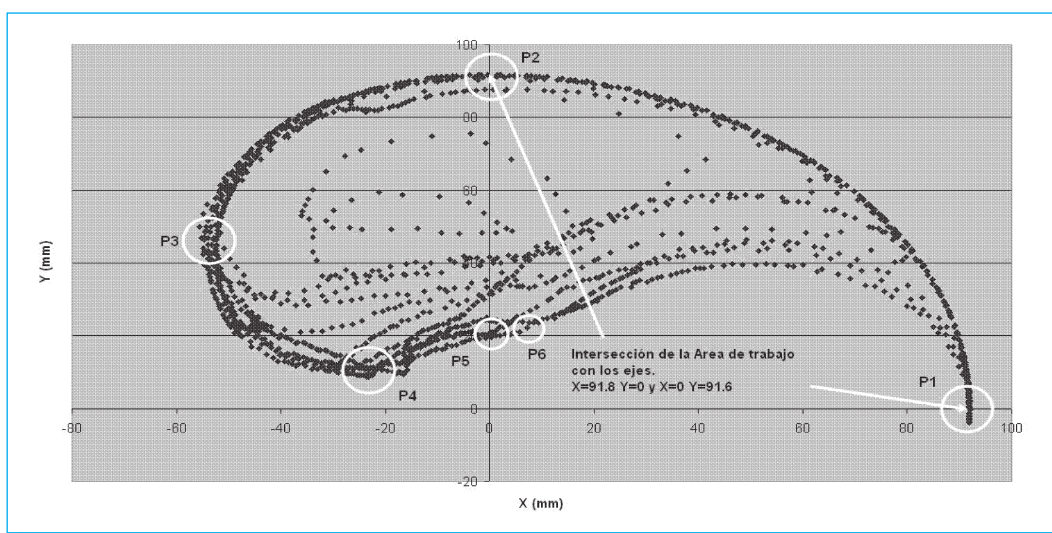 100
P2
80
60
P3
40
20
P5
P6
Intersección de la Area de trabajo
con los ejes.
X=91.8 Y=0 y X=0 Y=91.6
P4
P1
0
-80
-60
-40
-20
0
20
40
60
80
100
-20
Y (mm)
X (mm)